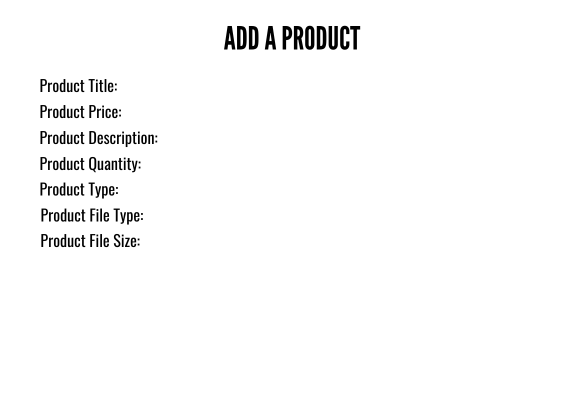 ADD A PRODUCT
Product Title:
Product Price:
Product Description:
Product Quantity:
Product Type:
Product File Type:
Product File Size: